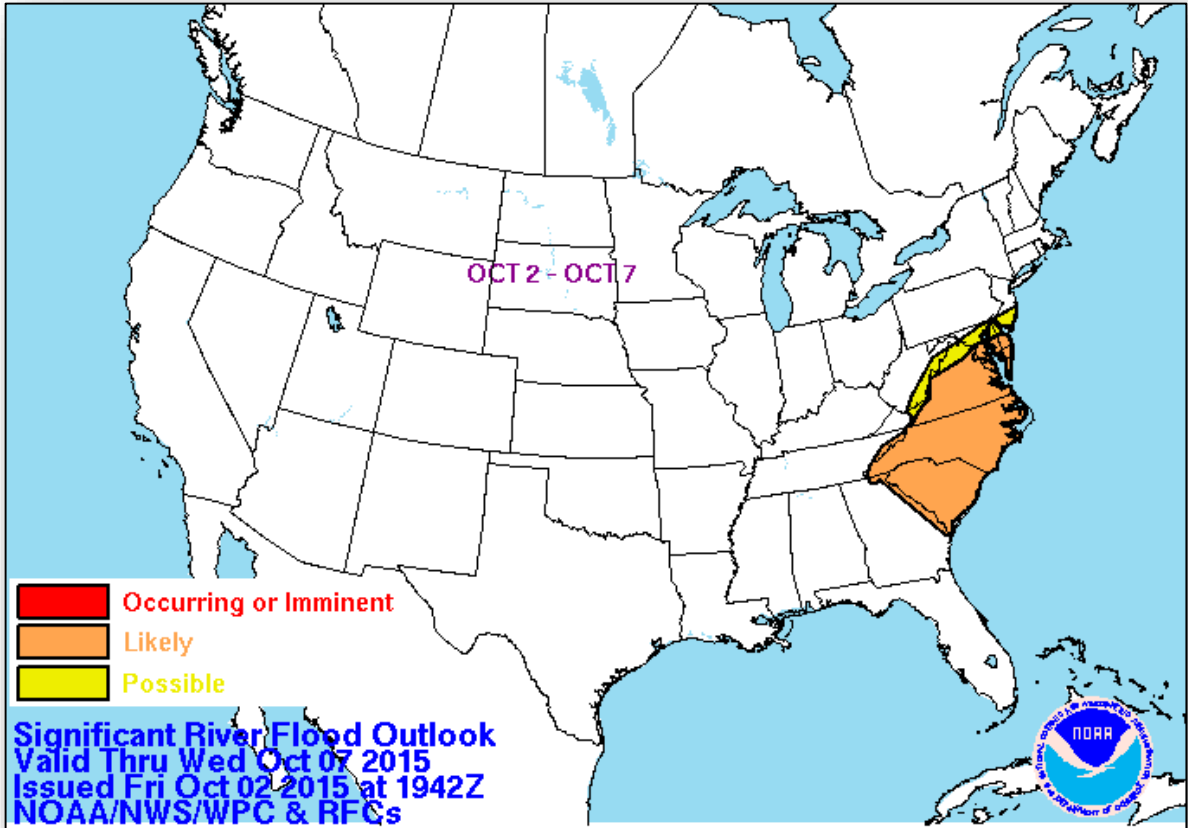 OCT 2 - OCT 7
Occurring or Imminent
Likely
Possible
Significant River Flood Outlook
Valid Thru Wed Oct 07 2015
Issued Fri Oct 02 2015 at 1942Z
NOAA/NWS/WPC & RFCs
NOAA